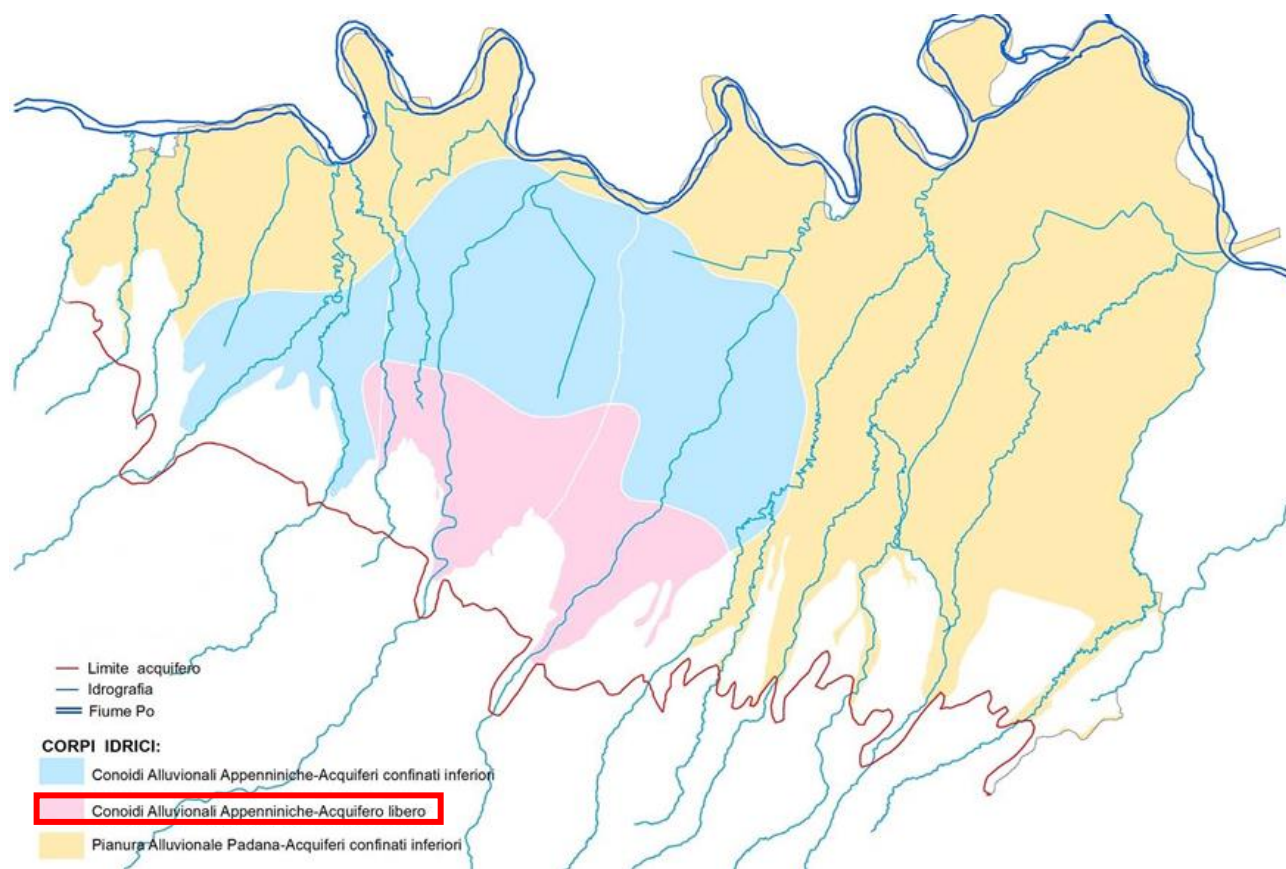 Limite acquifero
Idrografia
Fiume Po
CORPI IDRICI:
Conoidi Alluvionali Appenniniche-Acquiferi confinati inferiori
Conoidi Alluvionali Appenniniche-Acquifero libero
Pianura Alluvionale Padana-Acquiferi confinati inferiori